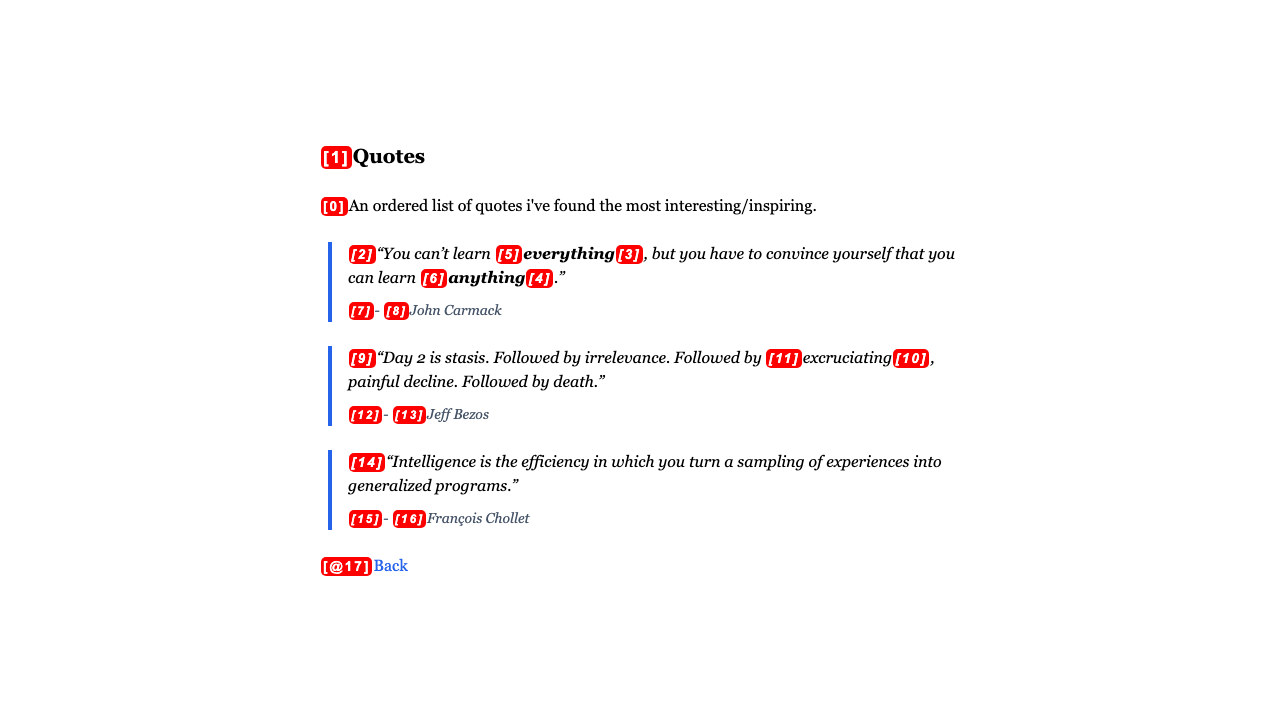 [1]Quotes
[0]An ordered list of quotes i've found the most interesting/inspiring.
[2]“You can’t learn [5]everything[3], but you have to convince yourself that you
can learn [6]anything[4].”
[7]- [8]John Carmack
[9]“Day 2 is stasis. Followed by irrelevance. Followed by [11]excruciating[10],
painful decline. Followed by death.”
[12]- [13]Jeff Bezos
[14]“Intelligence is the efficiency in which you turn a sampling of experiences into
generalized programs.”
[15]- [16]François Chollet
[@17]Back